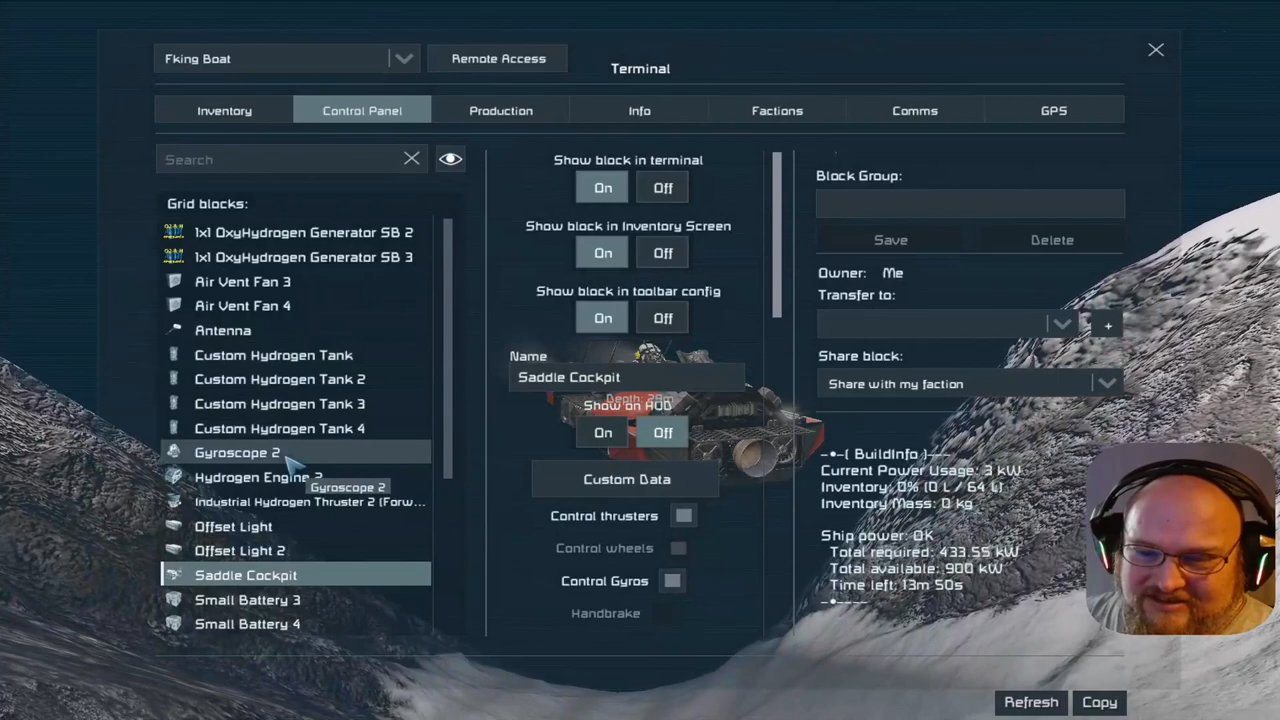 Fking Boat
Remote Access
Terminal
Inventory
Control Panel
Production
Info
Factions
Comms
GPS
Search
Grid blocks:
1x1 OxyHydrogen Generator SB 2
1x1 OxyHydrogen Generator SB 3
Air Vent Fan 3
Air Vent Fan 4
Antenna
Custom Hydrogen Tank
Custom Hydrogen Tank 2
Custom Hydrogen Tank 3
Custom Hydrogen Tank 4
Gyroscope 2
Hydrogen Engine 2
Gyroscope 2
Industrial Hydrogen Thruster 2 (Forw...
Offset Light
Offset Light 2
Saddle Cockpit
Small Battery 3
Small Battery 4
Show block in terminal
On Off
Show block in Inventory Screen
On Off
Show block in toolbar config
On Off
Name
Saddle Cockpit
Depth: 28m
Show on HUD
On Off
Custom Data
Control thrusters
Control wheels
Control Gyros
Handbrake
Block Group:
Save Delete
Owner: Me
Transfer to:
+
Share block:
Share with my faction
—•—( BuildInfo )—
Current Power Usage: 3 kW
Inventory: 0% (0 L / 64 L)
Inventory Mass: 0 kg
Ship power: OK
Total required: 433.55 kW
Total available: 900 kW
Time left: 13m 50s
—•——
Refresh Copy